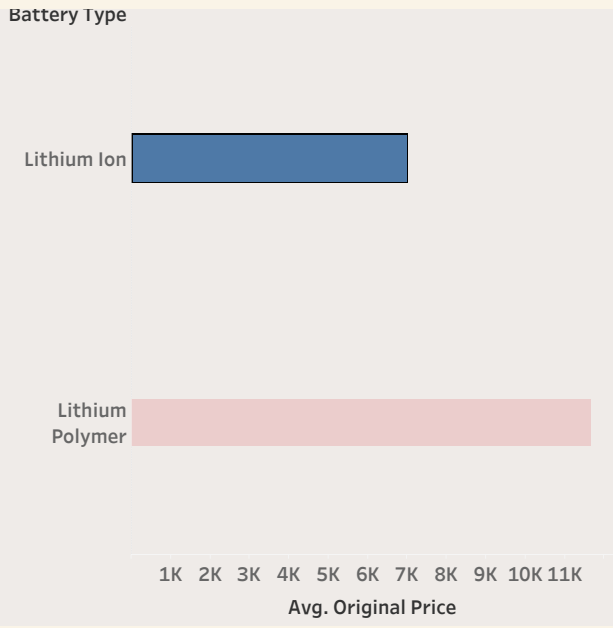 Battery Type
Lithium Ion
Lithium
Polymer
1K 2K 3K 4K 5K 6K 7K 8K 9K 10K 11K
Avg. Original Price